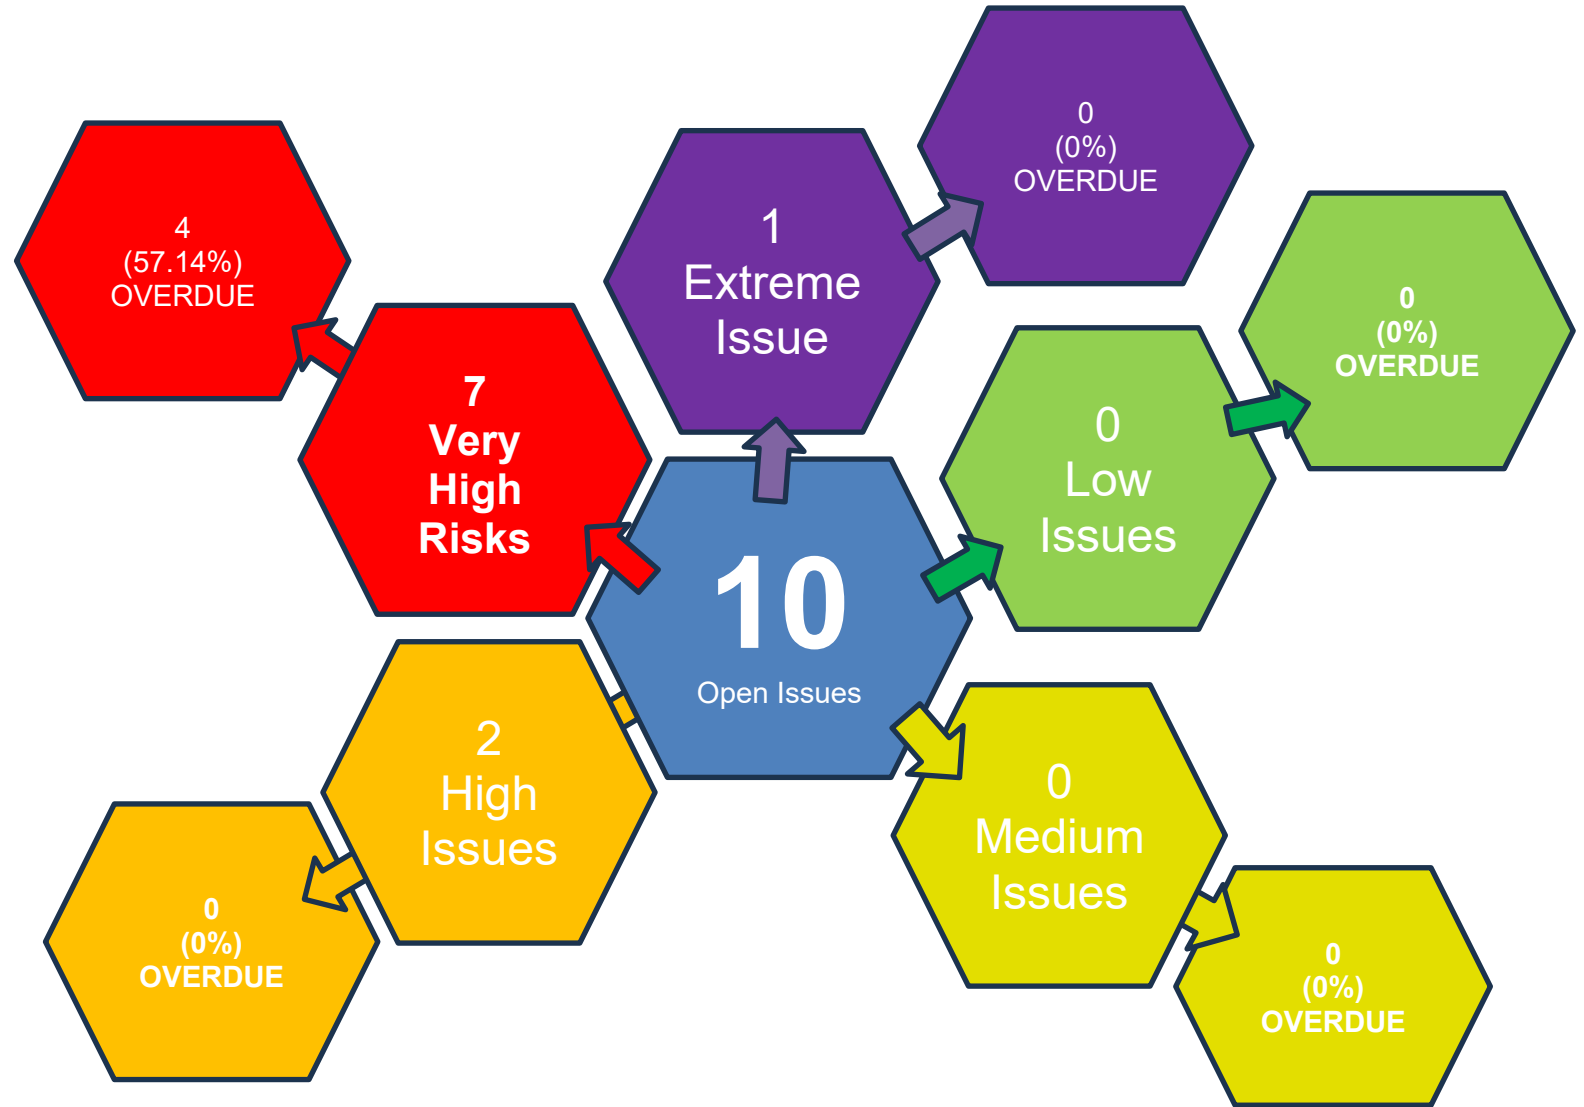 0
(0%)
OVERDUE
4
(57.14%)
OVERDUE
1
Extreme
Issue
0
(0%)
OVERDUE
7
Very
High
Risks
0
Low
Issues
10
Open Issues
2
High
Issues
0
Medium
Issues
0
(0%)
OVERDUE
0
(0%)
OVERDUE